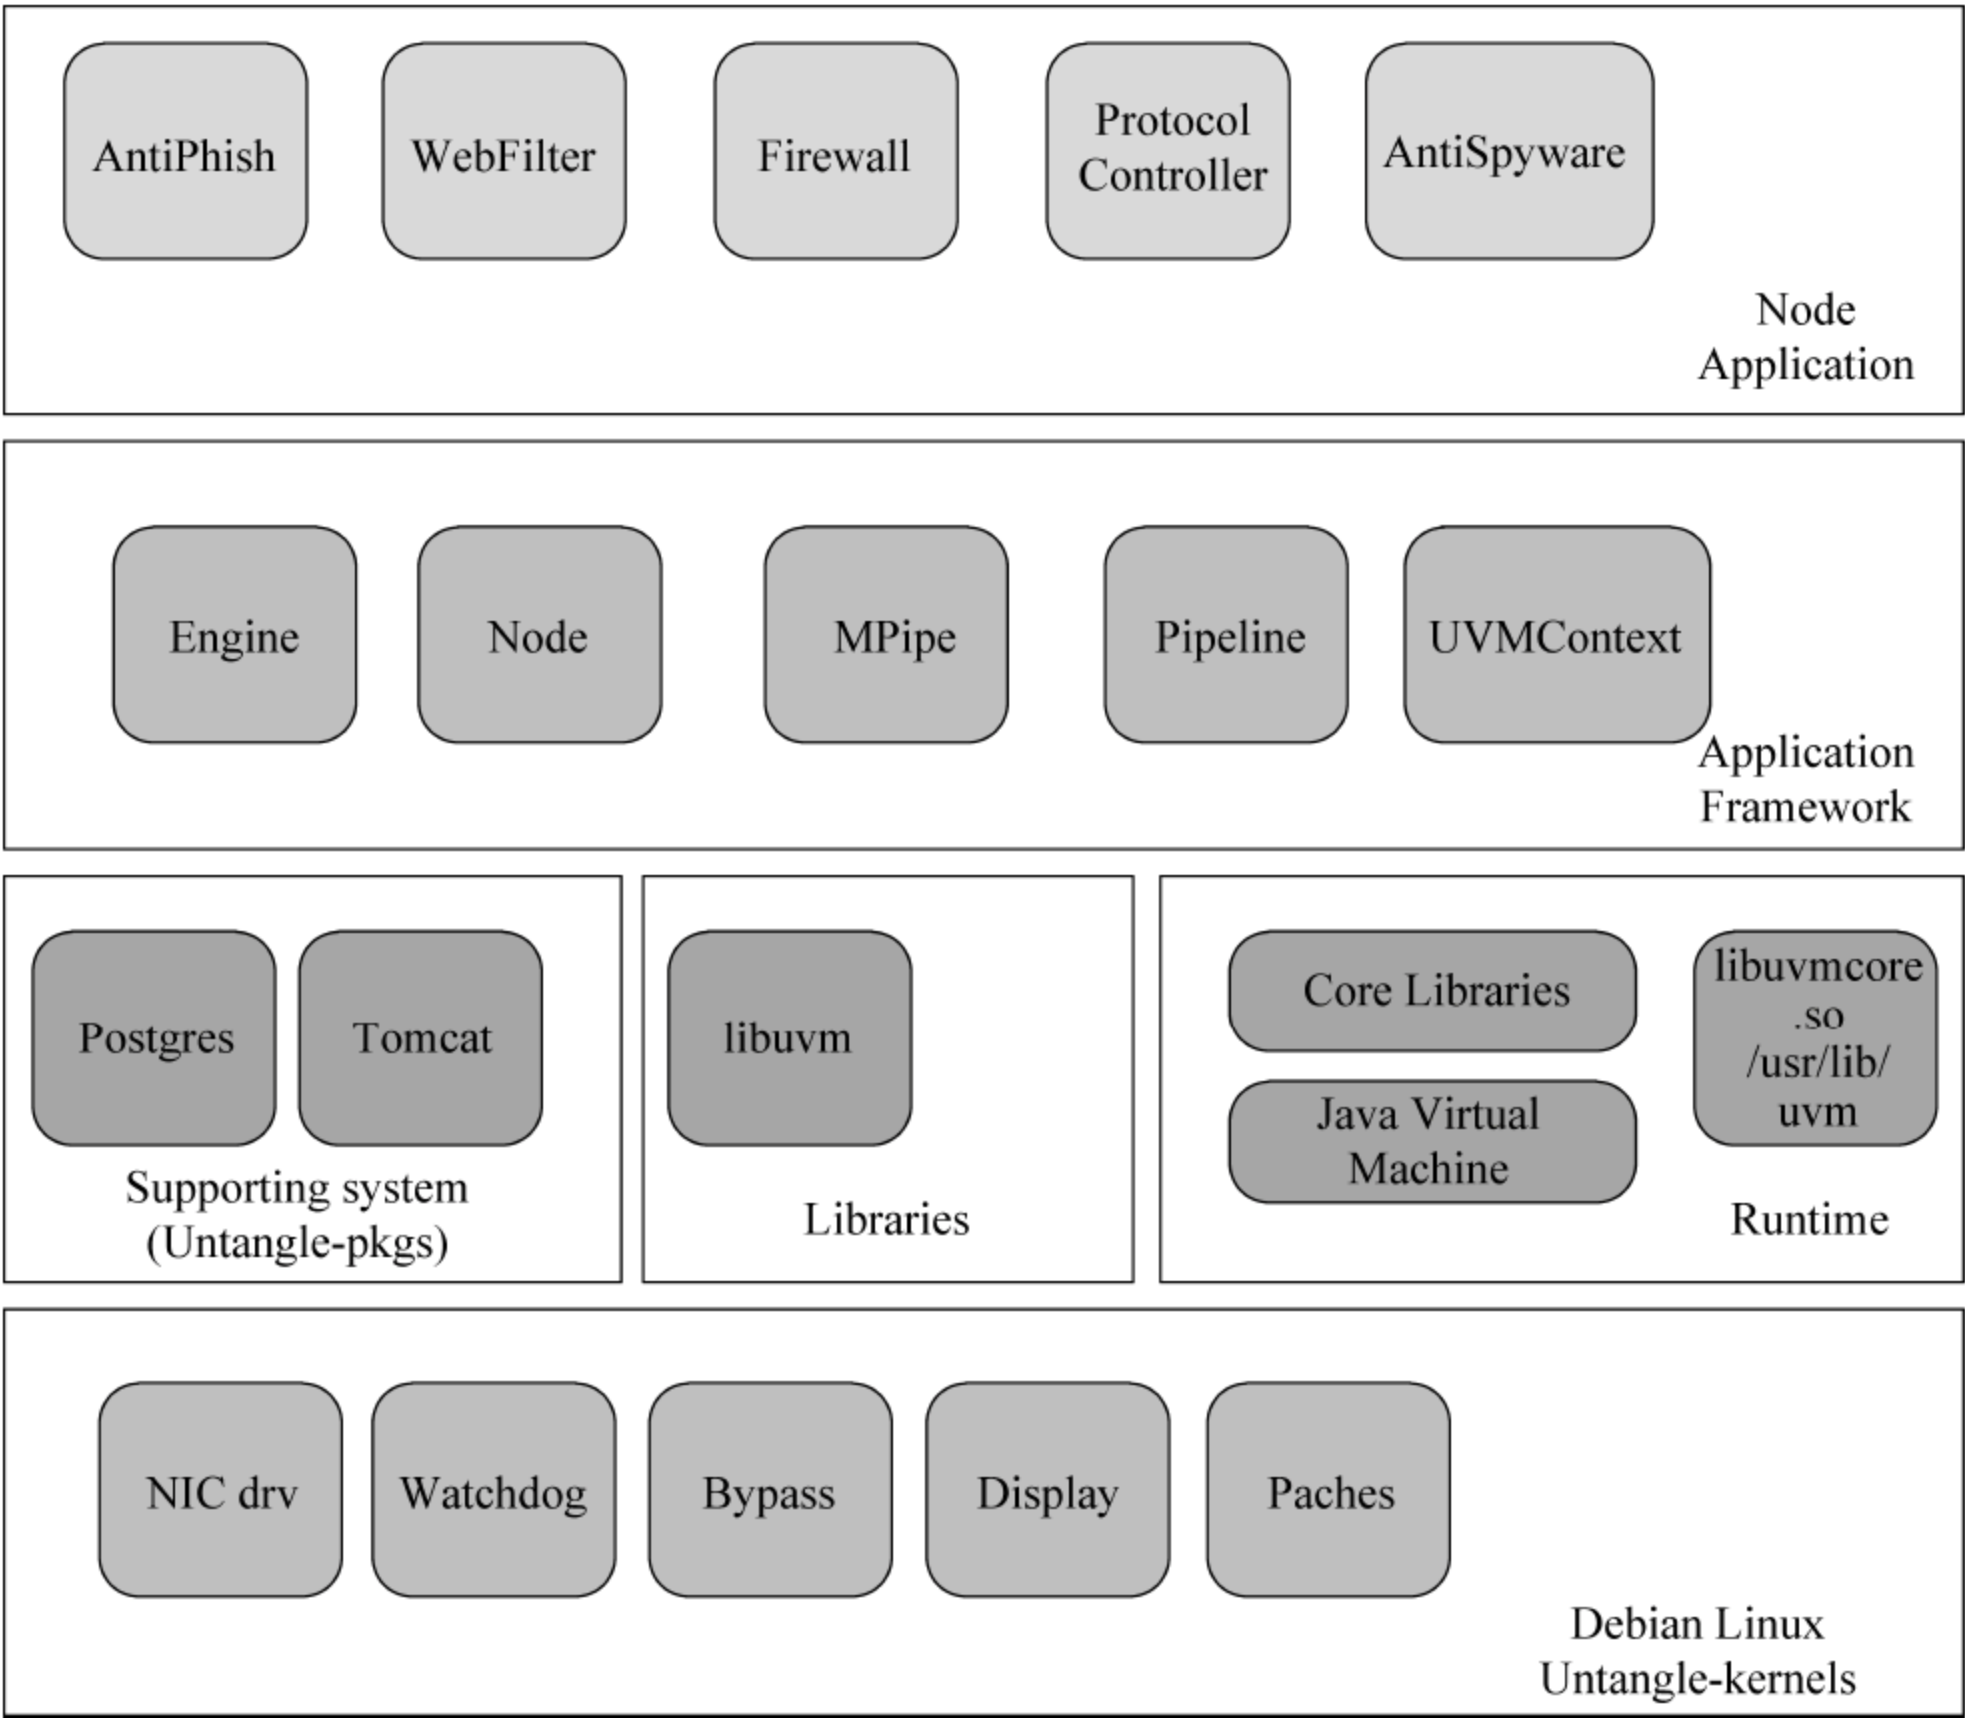 AntiPhish
WebFilter
Firewall
Protocol
Controller
AntiSpyware
Node
Application
Engine
Node
MPipe
Pipeline
UVMContext
Application
Framework
Postgres
Tomcat
Supporting system
(Untangle-pkgs)
libuvm
Libraries
Core Libraries
Java Virtual
Machine
libuvmcore
.so
/usr/lib/
uvm
Runtime
NIC drv
Watchdog
Bypass
Display
Paches
Debian Linux
Untangle-kernels